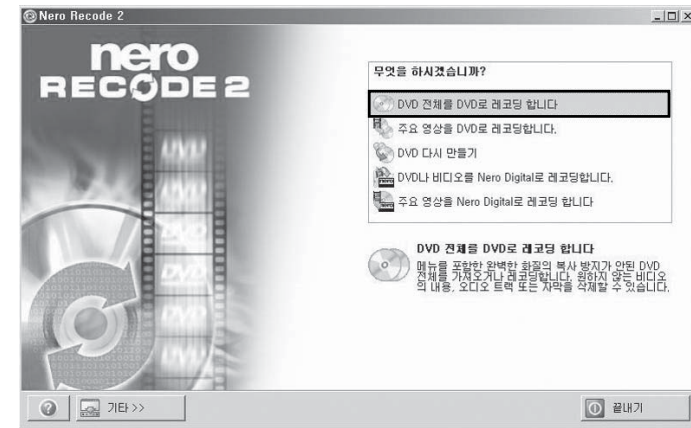 Nero Recode 2
nero
RECODE 2
무엇을 하시겠습니까?
DVD 전체를 DVD로 레코딩 합니다
주요 영상을 DVD로 레코딩합니다.
DVD 다시 만들기
DVD나 비디오를 Nero Digital로 레코딩합니다.
주요 영상을 Nero Digital로 레코딩 합니다
DVD 전체를 DVD로 레코딩 합니다
메뉴를 포함한 완벽한 화질의 복사 방지가 안된 DVD
전체를 가져오거나 레코딩합니다. 원하지 않는 비디오
의 내용, 오디오 트랙 또는 자막을 삭제할 수 있습니다.
DVD
DVD
DVD
DVD
DVD
기타 >>
끝내기